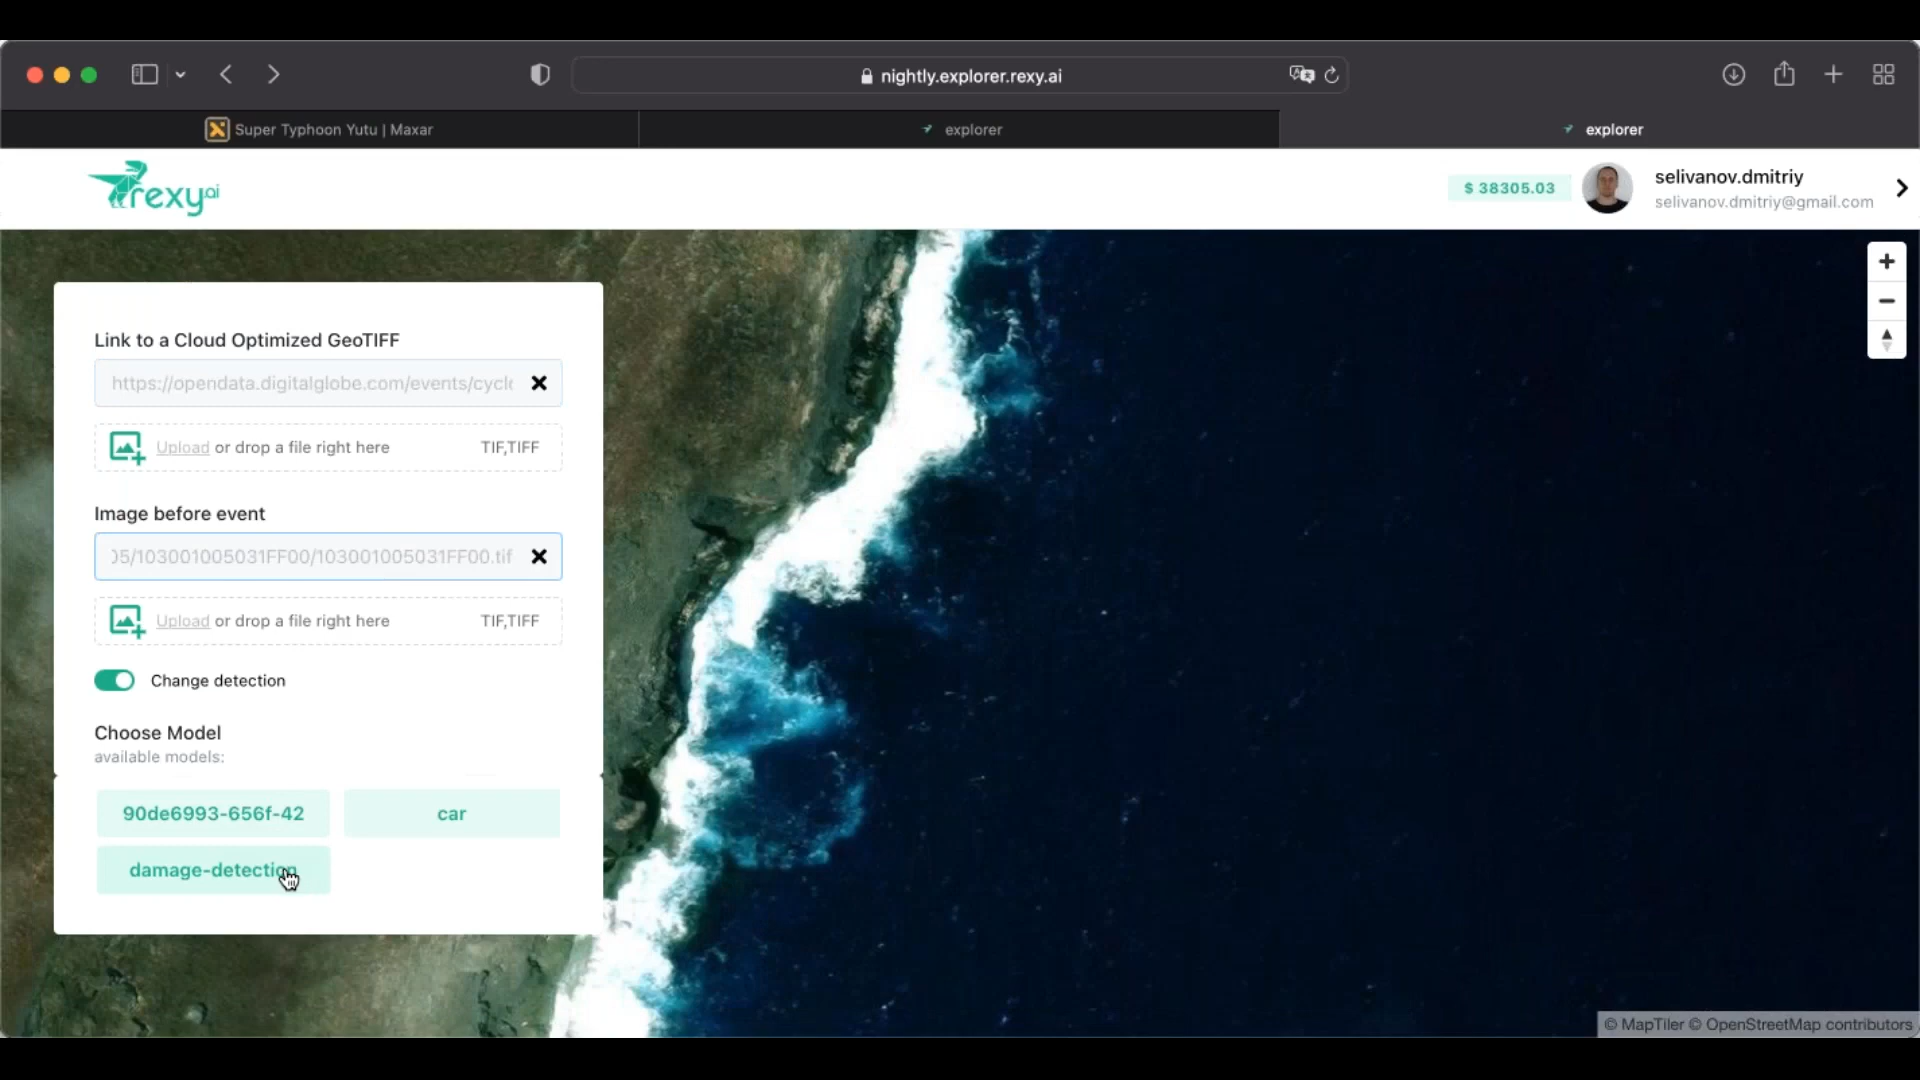 nightly.explorer.rexy.ai
Super Typhoon Yutu | Maxar
explorer
explorer
rexy ai
$ 38305.03
selivanov.dmitriy
selivanov.dmitriy@gmail.com
Link to a Cloud Optimized GeoTIFF
https://opendata.digitalglobe.com/events/cycl
Upload or drop a file right here
TIF,TIFF
Image before event
05/103001005031FF00/103001005031FF00.tif
Upload or drop a file right here
TIF,TIFF
Change detection
Choose Model
available models:
90de6993-656f-42
car
damage-detection
© MapTiler © OpenStreetMap contributors